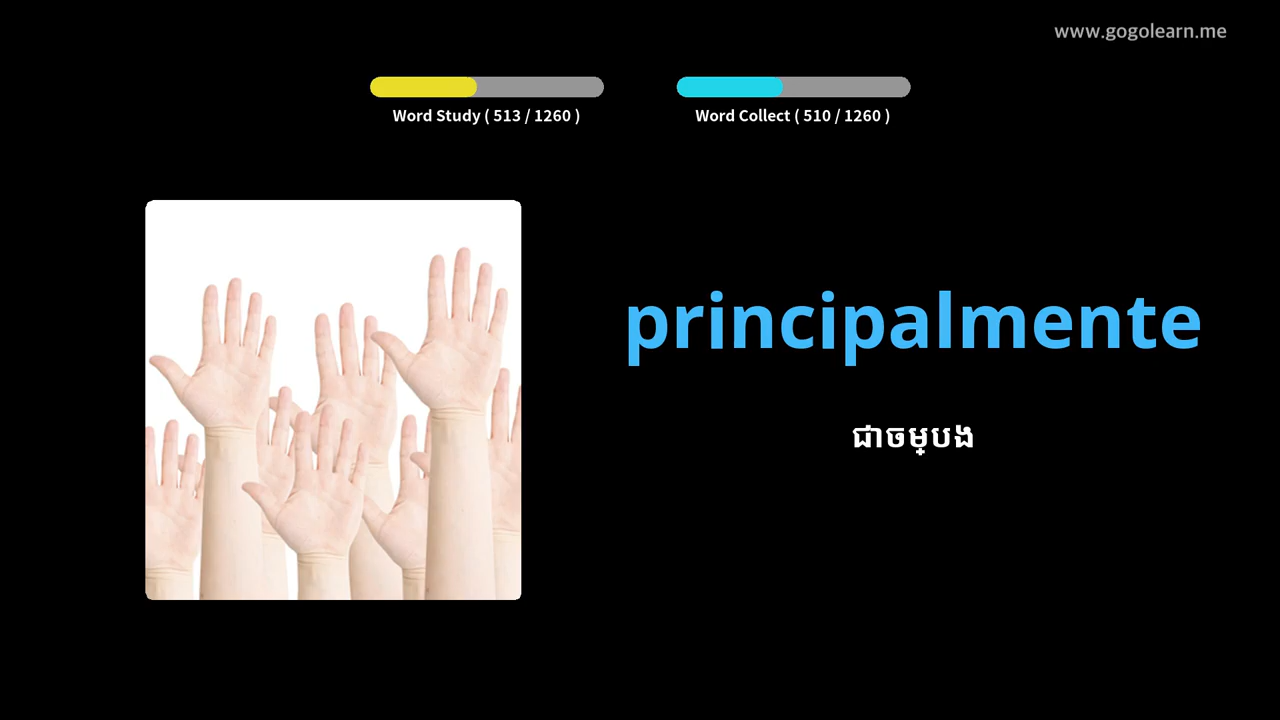 www.gogolearn.me
Word Study ( 513 / 1260 )
Word Collect ( 510 / 1260 )
principalmente
ជាចម្បង